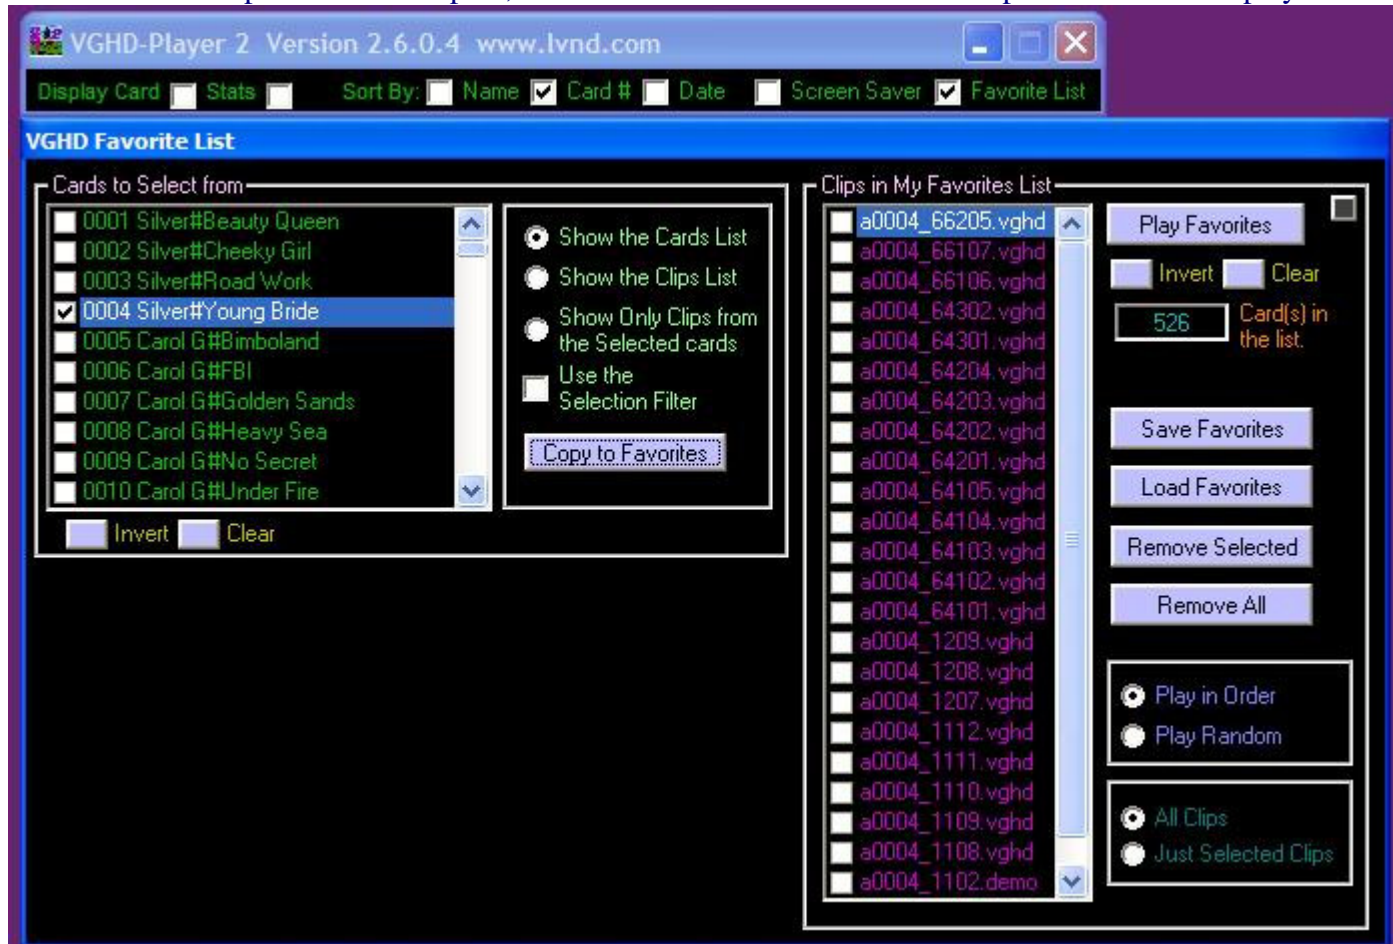 VGHD-Player 2 Version 2.6.0.4 www.lvnd.com
Display Card Stats Sort By: Name Card # Date Screen Saver Favorite List
VGHD Favorite List
Cards to Select from
0001 Silver#Beauty Queen
0002 Silver#Cheeky Girl
0003 Silver#Road Work
0004 Silver#Young Bride
0005 Carol G#Bimboland
0006 Carol G#FBI
0007 Carol G#Golden Sands
0008 Carol G#Heavy Sea
0009 Carol G#No Secret
0010 Carol G#Under Fire
Invert Clear
Show the Cards List
Show the Clips List
Show Only Clips from
the Selected cards
Use the
Selection Filter
Copy to Favorites
Clips in My Favorites List
a0004_66205.vghd
a0004_66107.vghd
a0004_66106.vghd
a0004_64302.vghd
a0004_64301.vghd
a0004_64204.vghd
a0004_64203.vghd
a0004_64202.vghd
a0004_64201.vghd
a0004_64105.vghd
a0004_64104.vghd
a0004_64103.vghd
a0004_64102.vghd
a0004_64101.vghd
a0004_1209.vghd
a0004_1208.vghd
a0004_1207.vghd
a0004_1112.vghd
a0004_1111.vghd
a0004_1110.vghd
a0004_1109.vghd
a0004_1108.vghd
a0004_1102.demo
Play Favorites
Invert Clear
526 Card(s) in
the list.
Save Favorites
Load Favorites
Remove Selected
Remove All
Play in Order
Play Random
All Clips
Just Selected Clips